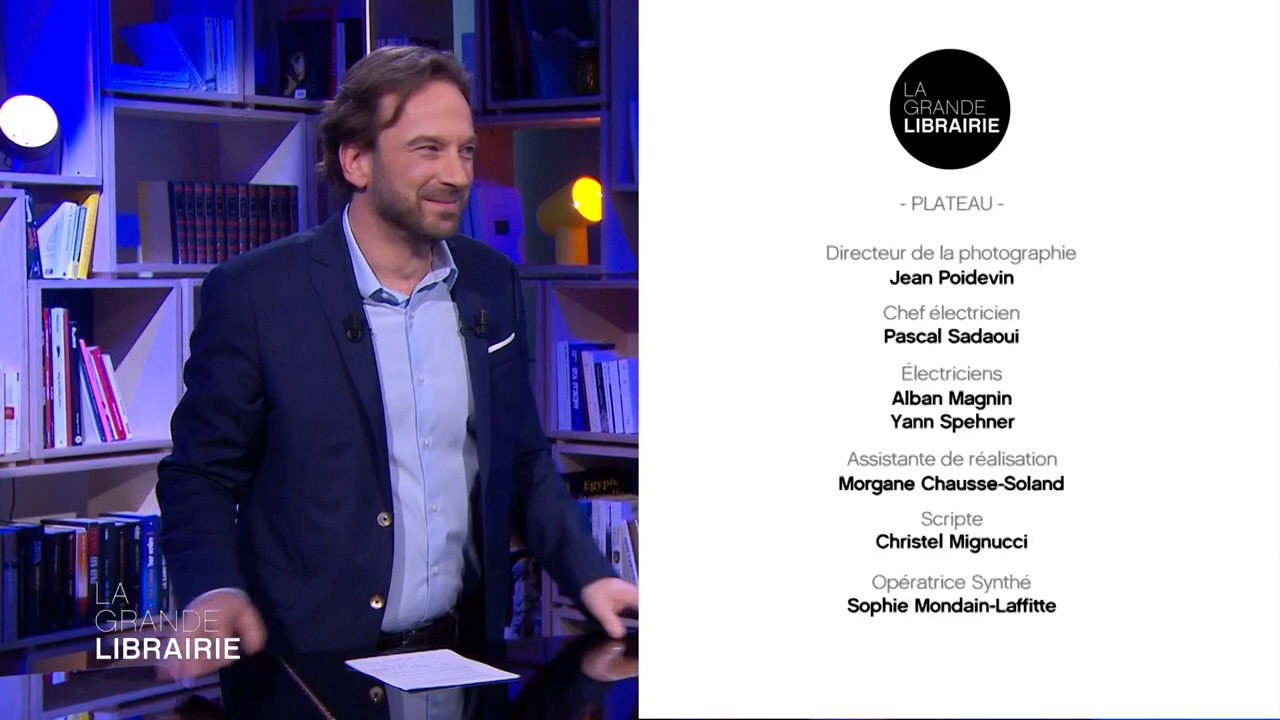 LA
GRANDE
LIBRAIRIE
- PLATEAU -
Directeur de la photographie
Jean Poidevin
Chef électricien
Pascal Sadaoui
Électriciens
Alban Magnin
Yann Spehner
Assistante de réalisation
Morgane Chausse-Soland
Scripte
Christel Mignucci
Opératrice Synthé
Sophie Mondain-Laffitte
Egypte
LA
GRANDE
LIBRAIRIE